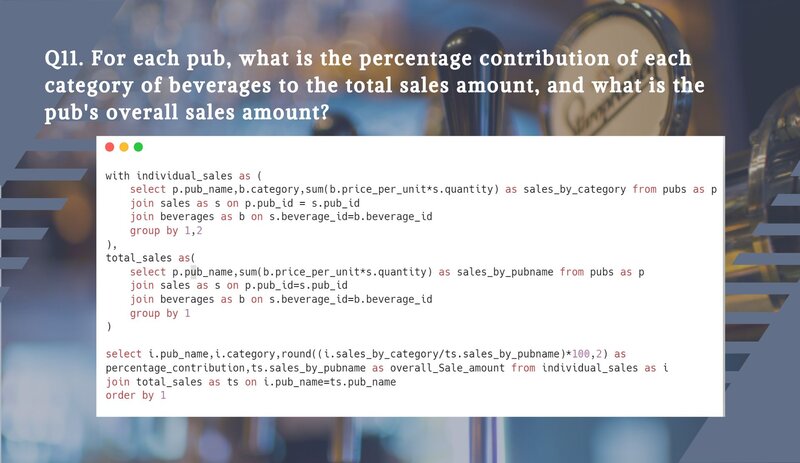 Q11. For each pub, what is the percentage contribution of each
category of beverages to the total sales amount, and what is the
pub's overall sales amount?
with individual_sales as (
select p.pub_name,b.category,sum(b.price_per_unit*s.quantity) as sales_by_category from pubs as p
join sales as s on p.pub_id = s.pub_id
join beverages as b on s.beverage_id=b.beverage_id
group by 1,2
),
total_sales as(
select p.pub_name,sum(b.price_per_unit*s.quantity) as sales_by_pubname from pubs as p
join sales as s on p.pub_id=s.pub_id
join beverages as b on s.beverage_id=b.beverage_id
group by 1
)
select i.pub_name,i.category,round((i.sales_by_category/ts.sales_by_pubname)*100,2) as
percentage_contribution,ts.sales_by_pubname as overall_Sale_amount from individual_sales as i
join total_sales as ts on i.pub_name=ts.pub_name
order by 1